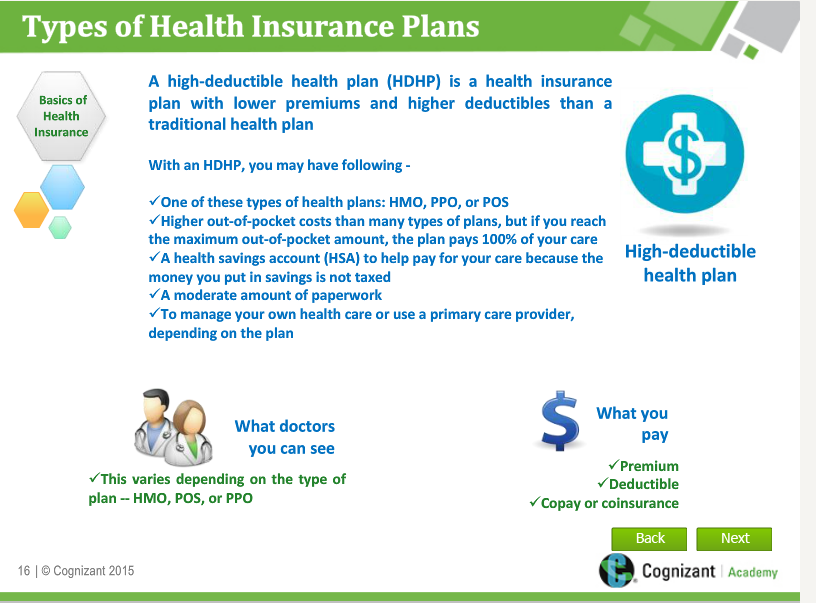 Types of Health Insurance Plans
Basics of
Health
Insurance
A high-deductible health plan (HDHP) is a health insurance
plan with lower premiums and higher deductibles than a
traditional health plan
With an HDHP, you may have following -
✓One of these types of health plans: HMO, PPO, or POS
✓Higher out-of-pocket costs than many types of plans, but if you reach
the maximum out-of-pocket amount, the plan pays 100% of your care
✓A health savings account (HSA) to help pay for your care because the
money you put in savings is not taxed
✓A moderate amount of paperwork
✓To manage your own health care or use a primary care provider,
depending on the plan
$
High-deductible
health plan
What doctors
you can see
✓This varies depending on the type of
plan -- HMO, POS, or PPO
$
What you
pay
✓Premium
✓Deductible
✓Copay or coinsurance
Back
Next
16 | © Cognizant 2015
Cognizant | Academy